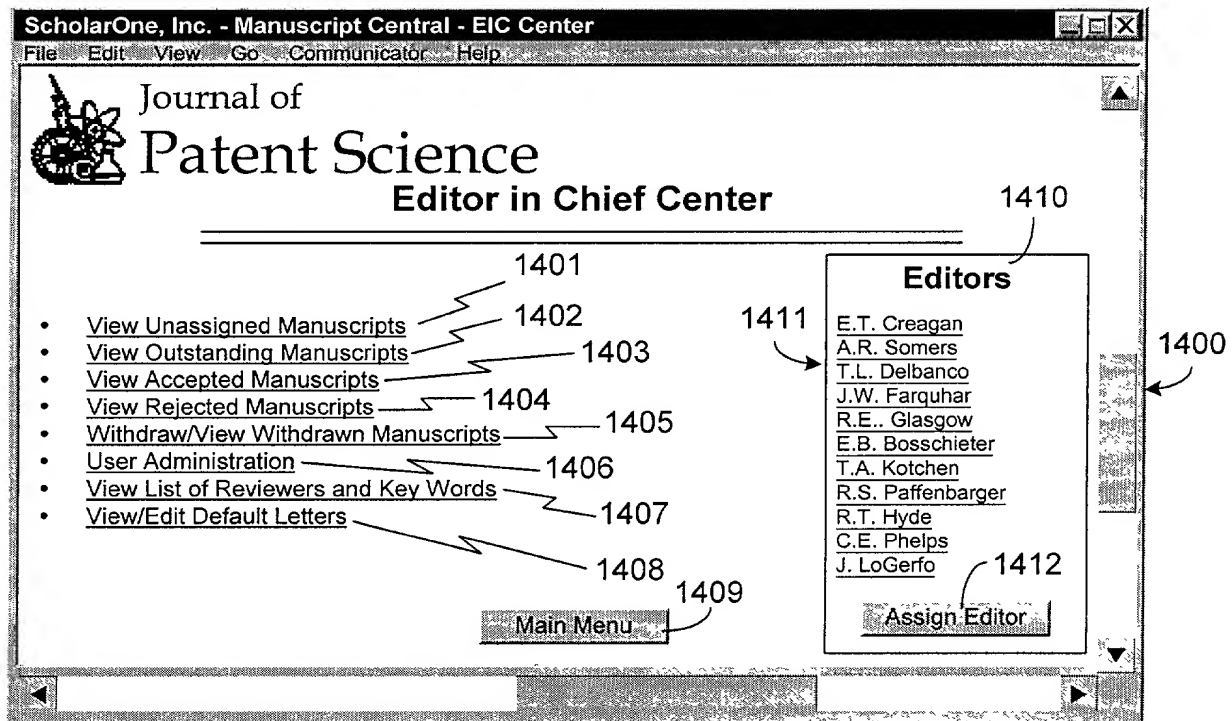 ScholarOne, Inc. - Manuscript Central - EIC Center
File Edit View Go Communicator Help
Journal of
Patent Science
Editor in Chief Center
1410
1401
1402
1403
1404
1405
1406
1407
1408
1409
• View Unassigned Manuscripts
• View Outstanding Manuscripts
• View Accepted Manuscripts
• View Rejected Manuscripts
• Withdraw/View Withdrawn Manuscripts
• User Administration
• View List of Reviewers and Key Words
• View/Edit Default Letters
Main Menu
1411
Editors
E.T. Creagan
A.R. Somers
T.L. Delbanco
J.W. Farquhar
R.E.. Glasgow
E.B. Bosschieter
T.A. Kotchen
R.S. Paffenbarger
R.T. Hyde
C.E. Phelps
J. LoGerfo
1412
Assign Editor
1400